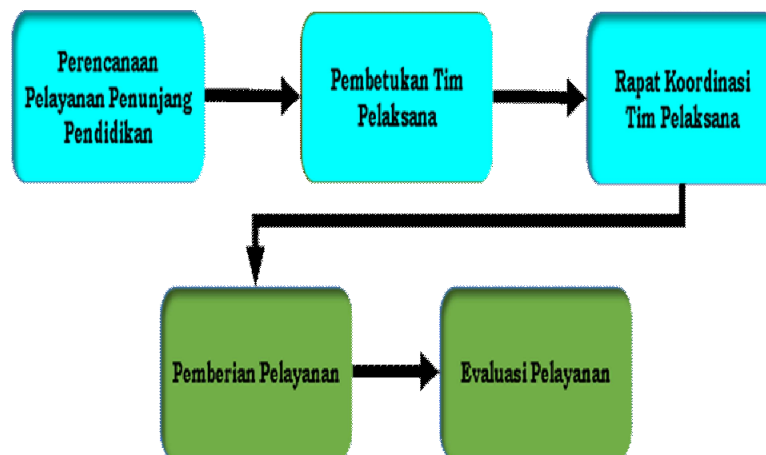 Perencanaan
Pelayanan Penunjang
Pendidikan
Pembetukan Tim
Pelaksana
Rapat Koordinasi
Tim Pelaksana
Pemberian Pelayanan
Evaluasi Pelayanan